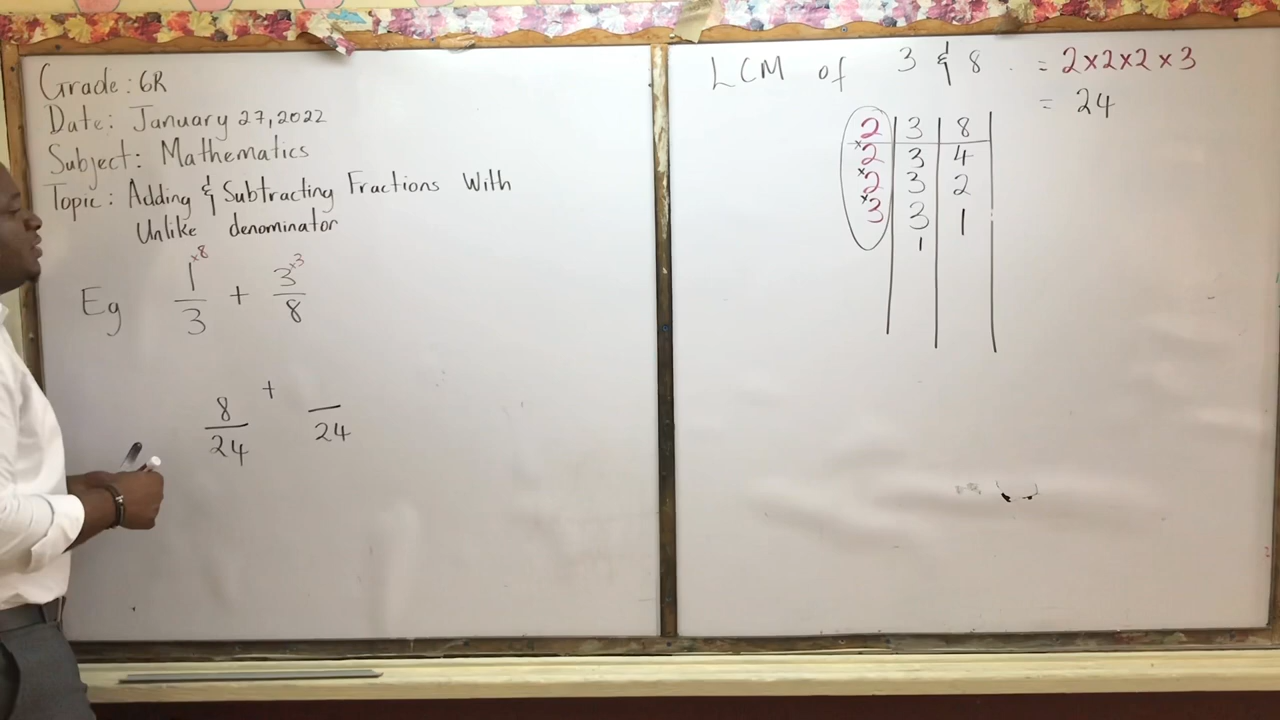 Grade: 6R
Date: January 27, 2022
Subject: Mathematics
Topic: Adding & Subtracting Fractions With
Unlike denominator
Eg 1/3 ×8 + 3/8 ×3
8/24 + /24
LCM of 3 & 8 = 2×2×2×3
= 24
2 3 8
×2 3 4
×2 3 2
×3 3 1
1